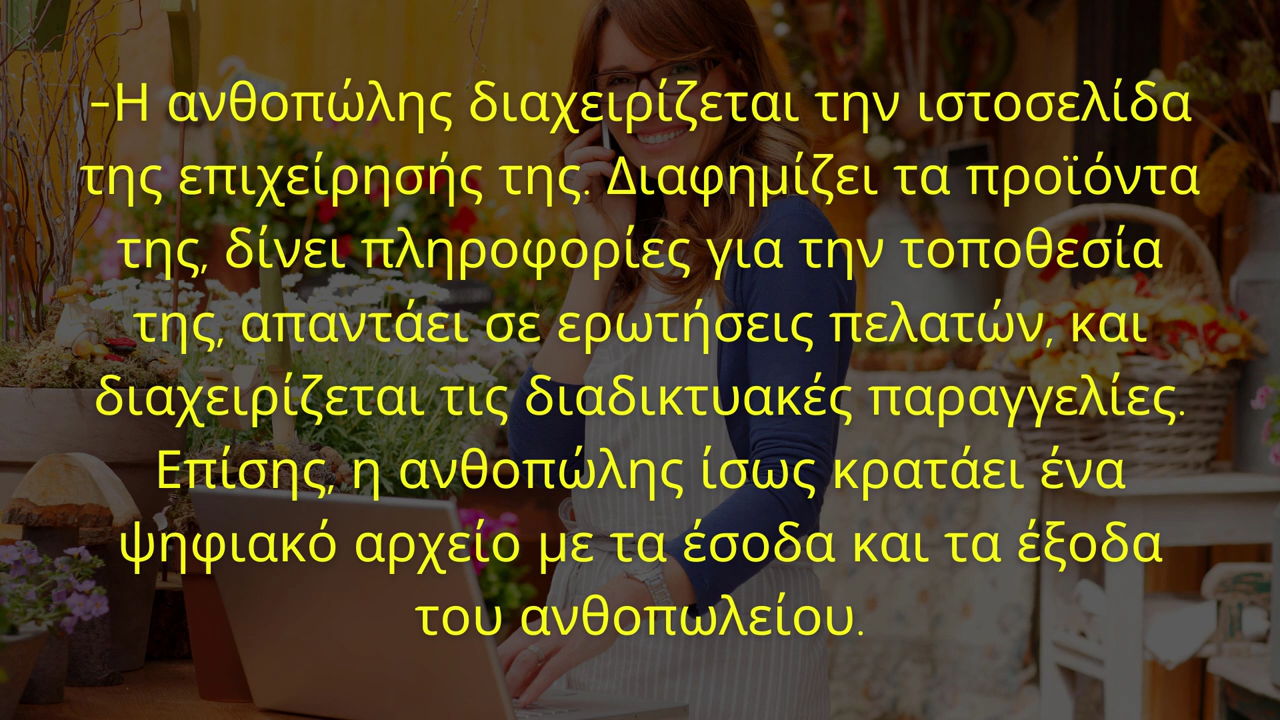 -Η ανθοπώλης διαχειρίζεται την ιστοσελίδα
της επιχείρησής της. Διαφημίζει τα προϊόντα
της, δίνει πληροφορίες για την τοποθεσία
της, απαντάει σε ερωτήσεις πελατών, και
διαχειρίζεται τις διαδικτυακές παραγγελίες.
Επίσης, η ανθοπώλης ίσως κρατάει ένα
ψηφιακό αρχείο με τα έσοδα και τα έξοδα
του ανθοπωλείου.